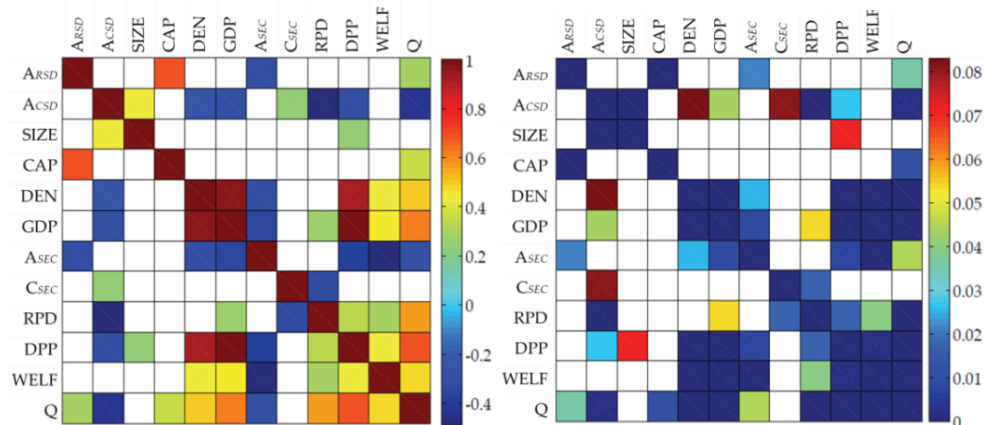 ARSD ACSD SIZE CAP DEN GDP ASEC CSEC RPD DPP WELF Q
ARSD
ACSD
SIZE
CAP
DEN
GDP
ASEC
CSEC
RPD
DPP
WELF
Q
1
0.8
0.6
0.4
0.2
0
-0.2
-0.4
ARSD ACSD SIZE CAP DEN GDP ASEC CSEC RPD DPP WELF Q
ARSD
ACSD
SIZE
CAP
DEN
GDP
ASEC
CSEC
RPD
DPP
WELF
Q
0.08
0.07
0.06
0.05
0.04
0.03
0.02
0.01
0